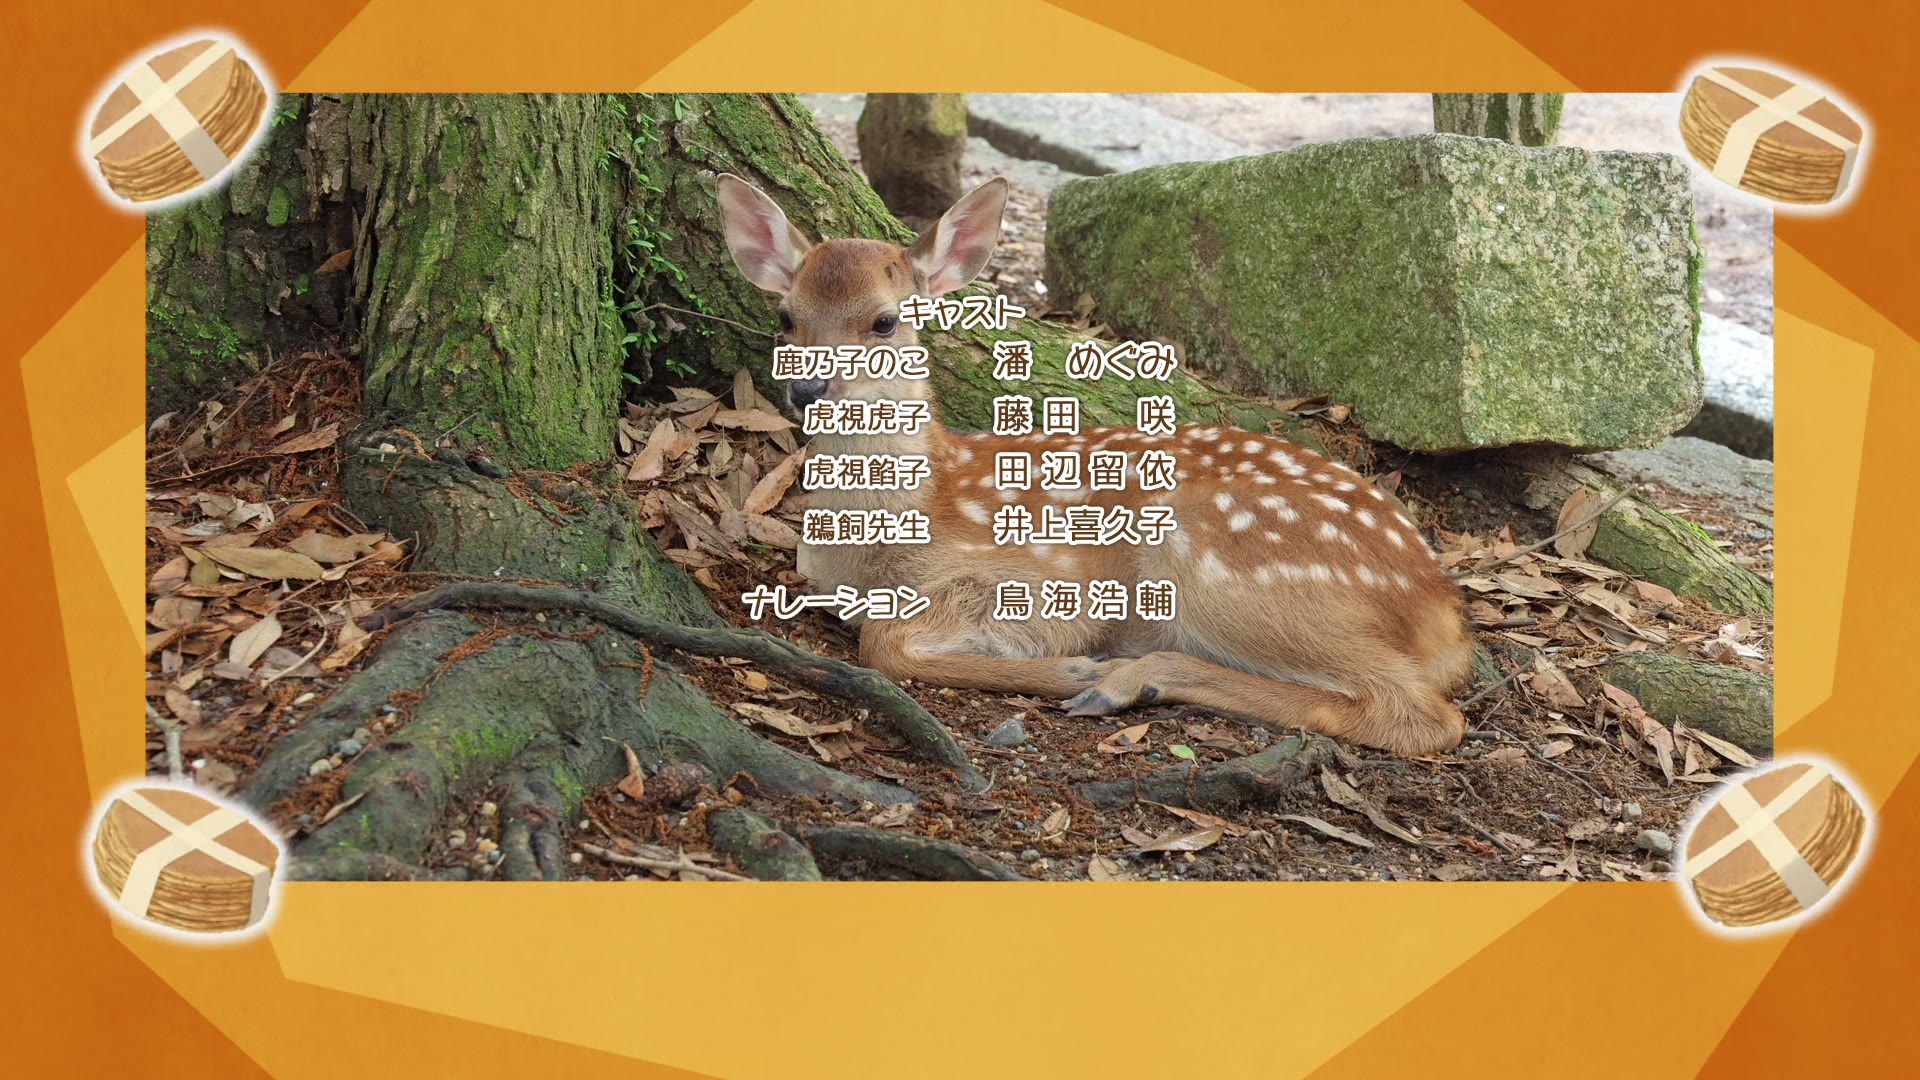 キャスト
鹿乃子のこ　潘　めぐみ
虎視虎子　藤田　咲
虎視餡子　田辺留依
鵜飼先生　井上喜久子
ナレーション　鳥海浩輔